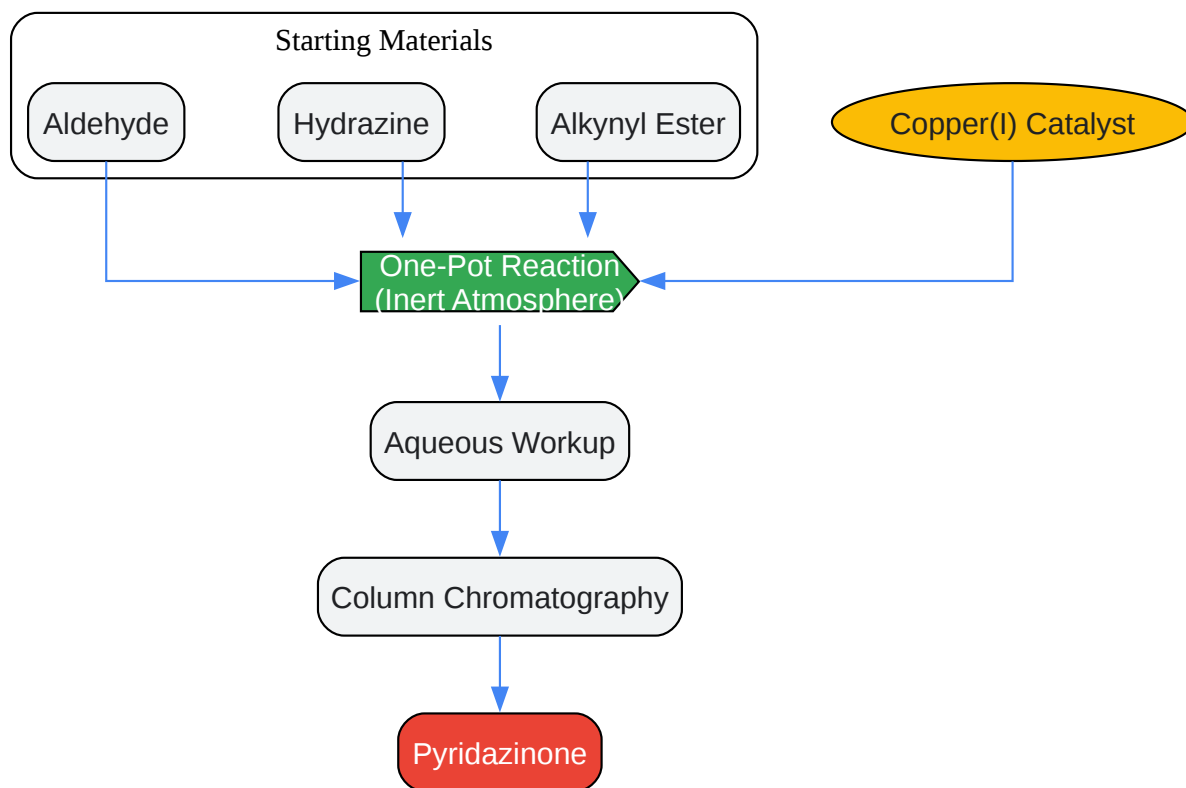 Starting Materials
Aldehyde
Hydrazine
Alkynyl Ester
Copper(I) Catalyst
One-Pot Reaction
(Inert Atmosphere)
Aqueous Workup
Column Chromatography
Pyridazinone